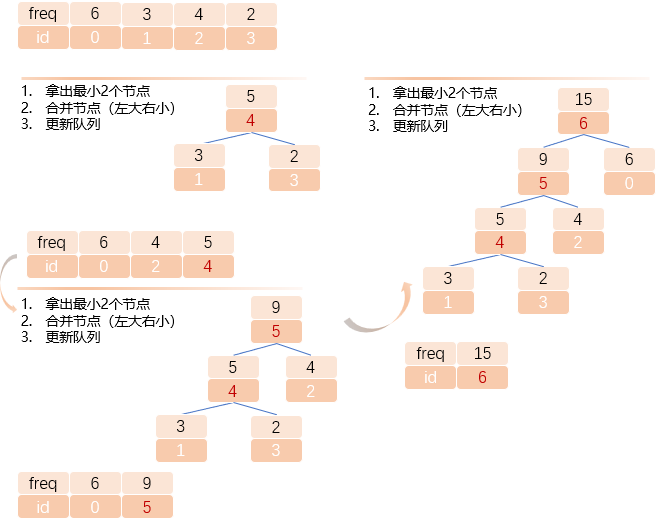 freq 6 3 4 2
id 0 1 2 3
1. 拿出最小2个节点
2. 合并节点（左大右小）
3. 更新队列
5
4
3 2
1 3
freq 6 4 5
id 0 2 4
1. 拿出最小2个节点
2. 合并节点（左大右小）
3. 更新队列
9
5
5 4
4 2
3 2
1 3
freq 6 9
id 0 5
1. 拿出最小2个节点
2. 合并节点（左大右小）
3. 更新队列
15
6
9 6
5 0
5 4
4 2
3 2
1 3
freq 15
id 6